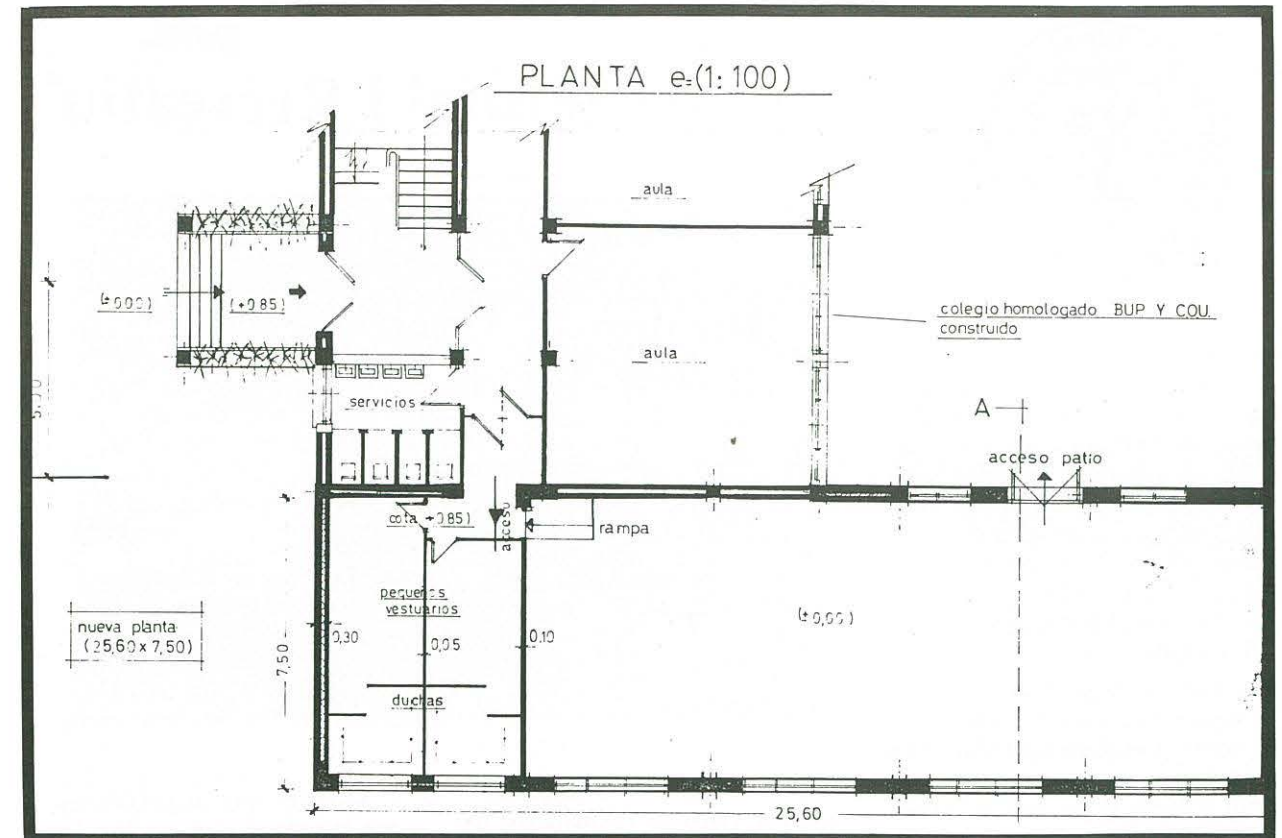 PLANTA e=(1:100)
aula
(±0,00)
(+0,85)
colegio homologado BUP Y COU.
construido
aula
servicios
A
acceso patio
cota +0,85)
acceso
rampa
pequeños
vestuarios
(±0,00)
nueva planta
(25,60 x 7,50)
0,30
0,05
0,10
7,50
duchas
25,60